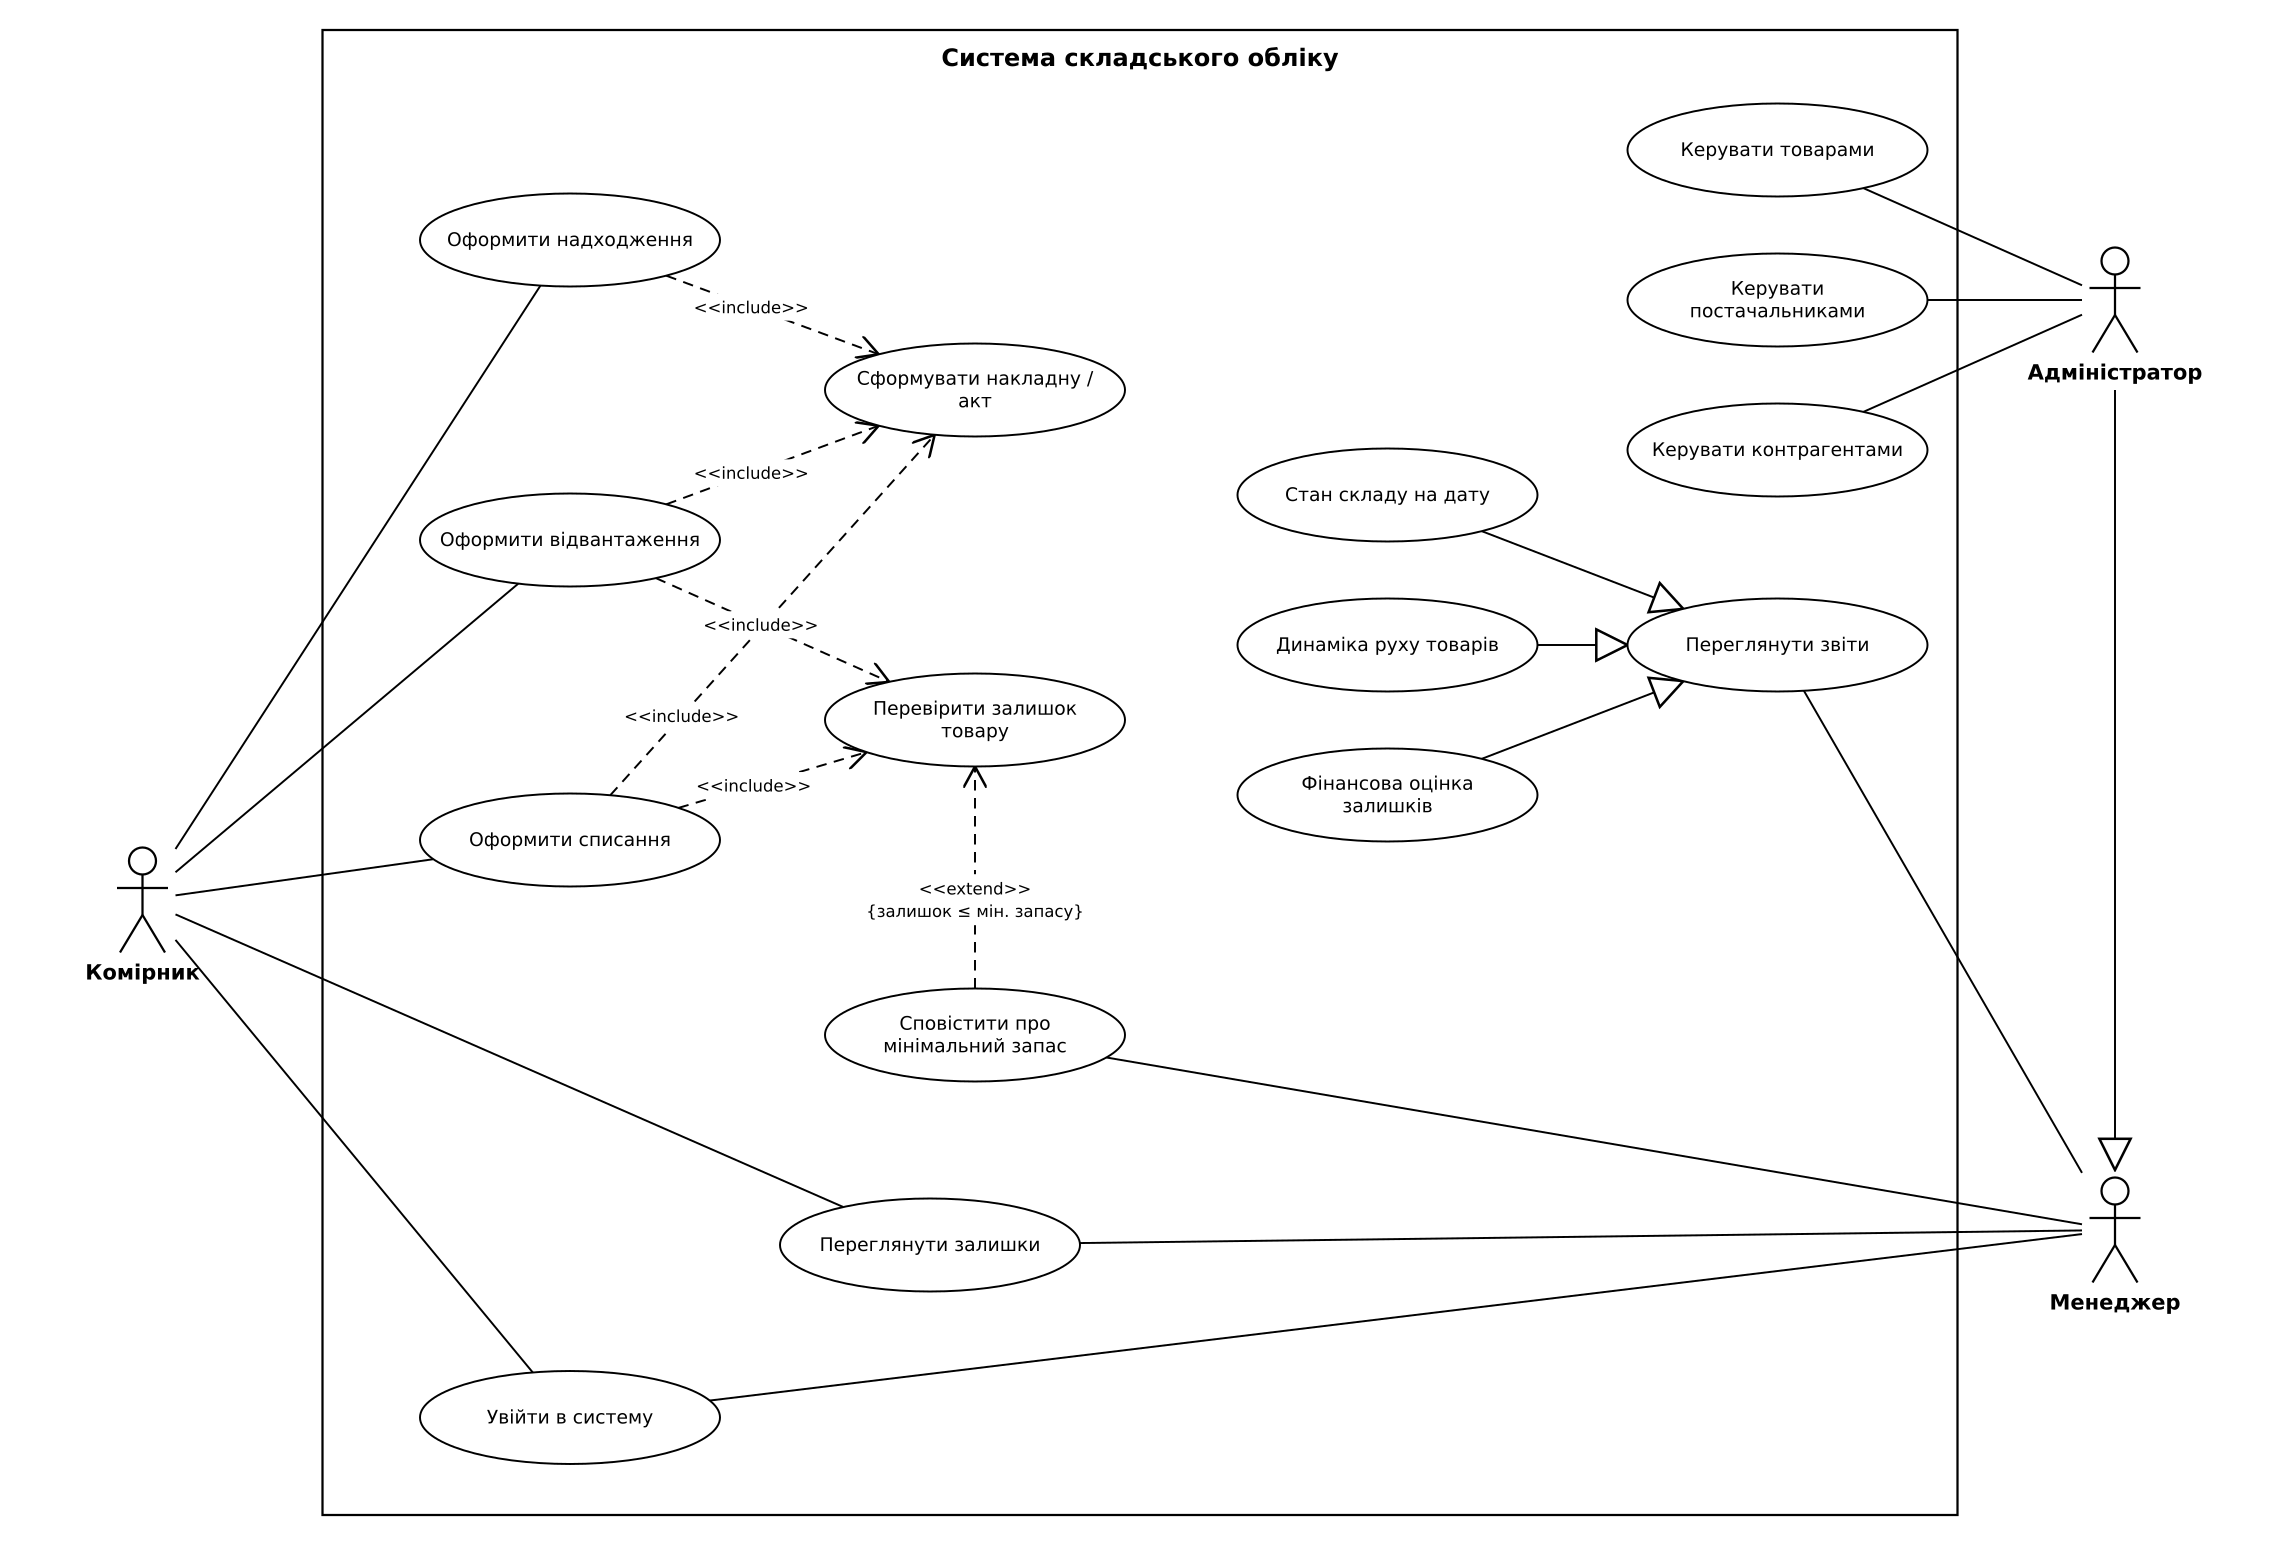 Система складського обліку
Керувати товарами
Оформити надходження
Керувати
постачальниками
<<include>>
Адміністратор
Сформувати накладну /
акт
Керувати контрагентами
<<include>>
Стан складу на дату
Оформити відвантаження
<<include>>
Динаміка руху товарів
Переглянути звіти
<<include>>
Перевірити залишок
товару
<<include>>
Фінансова оцінка
залишків
Оформити списання
<<extend>>
{залишок ≤ мін. запасу}
Комірник
Сповістити про
мінімальний запас
Переглянути залишки
Менеджер
Увійти в систему